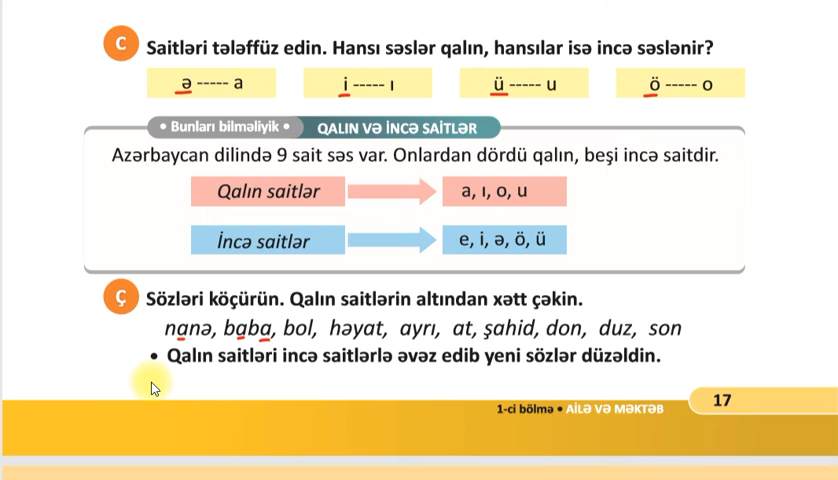 C Saitləri tələffüz edin. Hansı səslər qalın, hansılar isə incə səslənir?
ə ----- a i ----- ı ü ----- u ö ----- o
• Bunları bilməliyik • QALIN VƏ İNCƏ SAİTLƏR
Azərbaycan dilində 9 sait səs var. Onlardan dördü qalın, beşi incə saitdir.
Qalın saitlər a, ı, o, u
İncə saitlər e, i, ə, ö, ü
Ç Sözləri köçürün. Qalın saitlərin altından xətt çəkin.
nanə, baba, bol, həyat, ayrı, at, şahid, don, duz, son
• Qalın saitləri incə saitlərlə əvəz edib yeni sözlər düzəldin.
1-ci bölmə • AİLƏ VƏ MƏKTƏB 17